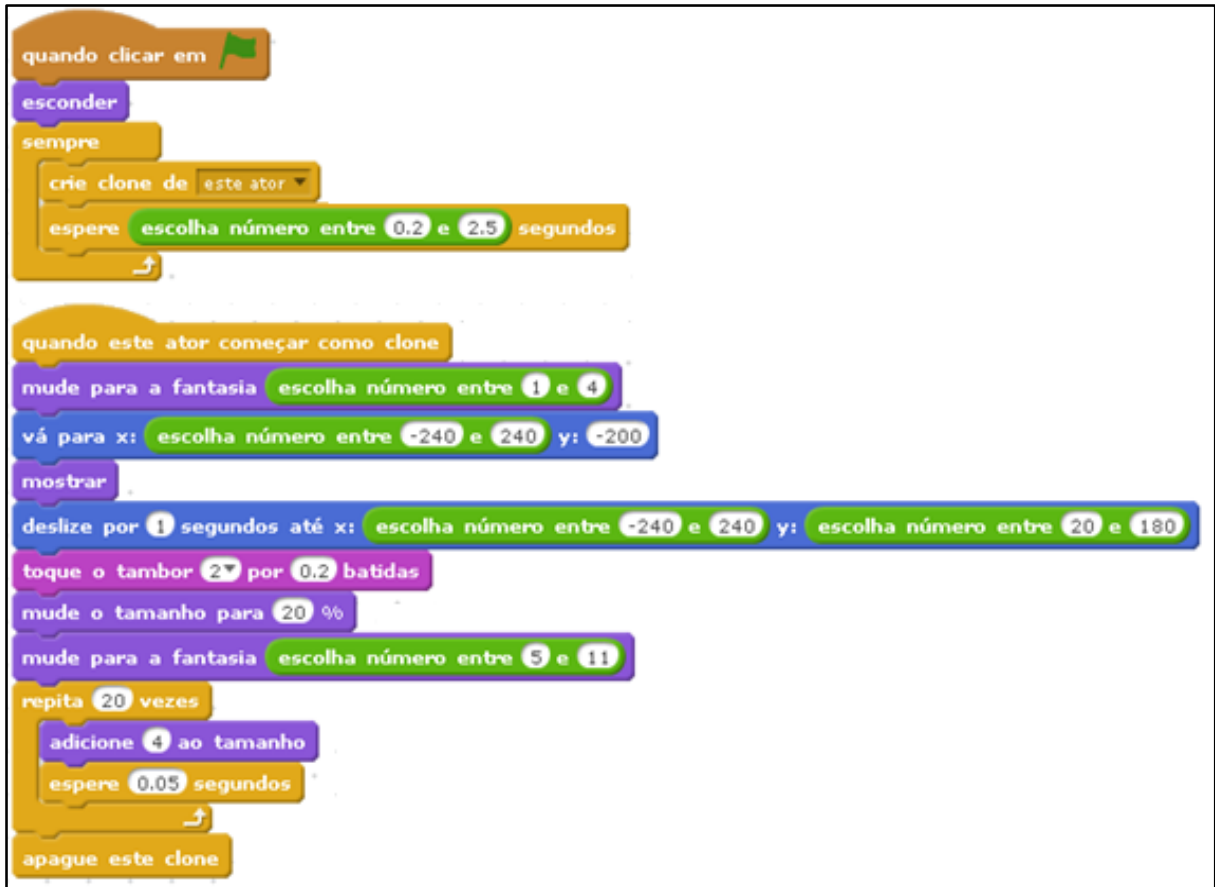 quando clicar em
esconder
sempre
crie clone de este ator
espere escolha número entre 0.2 e 2.5 segundos
quando este ator começar como clone
mude para a fantasia escolha número entre 1 e 4
vá para x: escolha número entre -240 e 240 y: -200
mostrar
deslize por 1 segundos até x: escolha número entre -240 e 240 y: escolha número entre 20 e 180
toque o tambor 2 por 0.2 batidas
mude o tamanho para 20 %
mude para a fantasia escolha número entre 5 e 11
repita 20 vezes
adicione 4 ao tamanho
espere 0.05 segundos
apague este clone